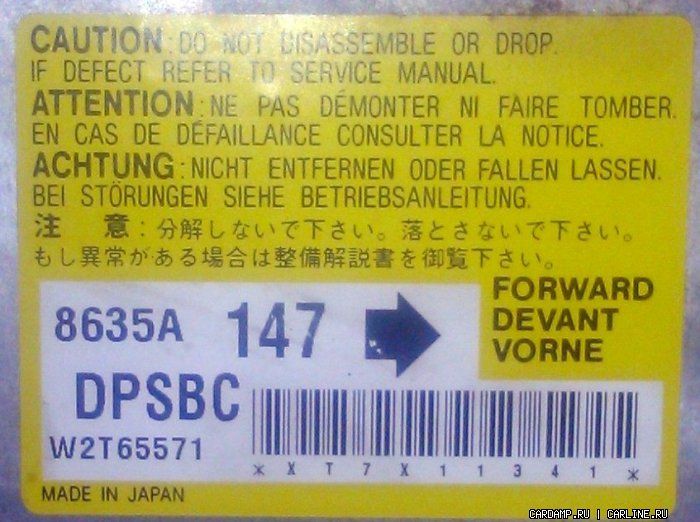 CAUTION:DO NOT DISASSEMBLE OR DROP.
IF DEFECT REFER TO SERVICE MANUAL.
ATTENTION:NE PAS DÉMONTER NI FAIRE TOMBER.
EN CAS DE DÉFAILLANCE CONSULTER LA NOTICE.
ACHTUNG:NICHT ENTFERNEN ODER FALLEN LASSEN.
BEI STÖRUNGEN SIEHE BETRIEBSANLEITUNG.
注 意:分解しないで下さい。落とさないで下さい。
もし異常がある場合は整備解説書を御覧下さい。
8635A 147
FORWARD
DEVANT
VORNE
DPSBC
W2T65571
*XT7X11341*
MADE IN JAPAN
CARDAMP.RU | CARLINE.RU